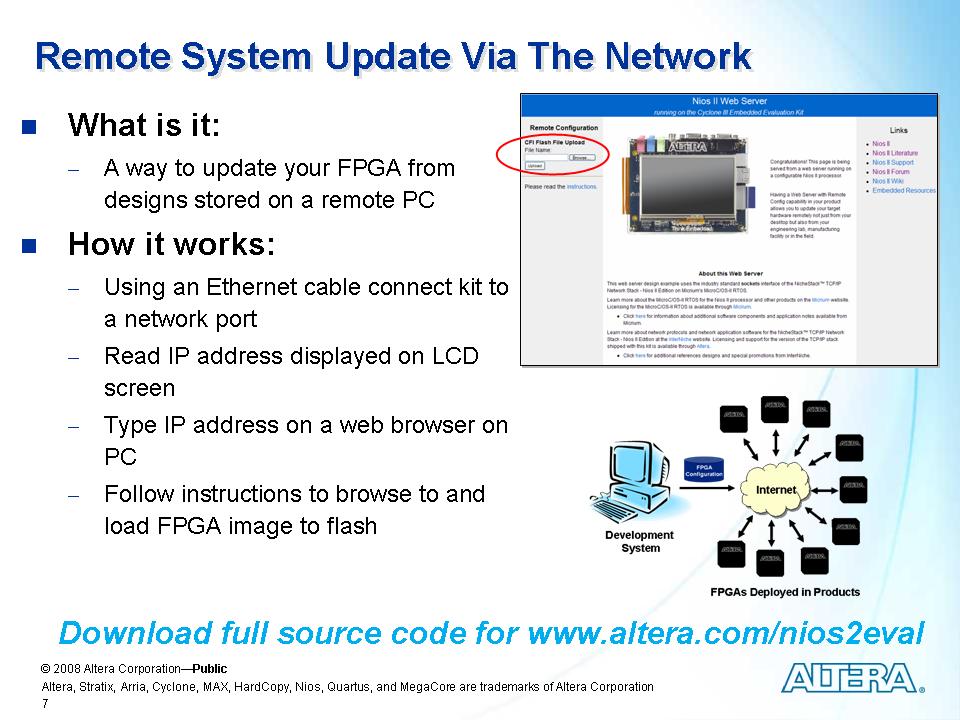 Remote System Update Via The Network
What is it:
– A way to update your FPGA from
designs stored on a remote PC
How it works:
– Using an Ethernet cable connect kit to
a network port
– Read IP address displayed on LCD
screen
– Type IP address on a web browser on
PC
– Follow instructions to browse to and
load FPGA image to flash
Nios II Web Server
running on the Cyclone III Embedded Evaluation Kit
Remote Configuration
CFI Flash File Upload
File Name:
Browse...
Upload
Please read the instructions.
ALTERA
Think Embedded
Congratulations! This page is being
served from a web server running on
a configurable Nios II processor.
Having a Web Server with Remote
Config capability in your product
allows you to update your target
hardware remotely not just from your
desktop but also from your
engineering lab, manufacturing
facility or in the field.
Links
Nios II
Nios II Literature
Nios II Support
Nios II Forum
Nios II Wiki
Embedded Resources
About this Web Server
This web server design example uses the industry standard sockets interface of the NicheStack™ TCP/IP
Network Stack - Nios II Edition on Micrium's MicroC/OS-II RTOS.
Learn more about the MicroC/OS-II RTOS for the Nios II processor and other products on the Micrium website.
Licensing for the MicroC/OS-II RTOS is available through Micrium.
Click here for information about additional software components and application notes available from
Micrium.
Learn more about network protocols and network application software for the NicheStack TCP/IP Network
Stack - Nios II Edition at the InterNiche website. Licensing and support for the version of the TCP/IP stack
shipped with this kit is available through Altera.
Click here for additional reference designs and special promotions from InterNiche.
FPGA
Configuration
Internet
Development
System
ALTERA
ALTERA
ALTERA
ALTERA
ALTERA
ALTERA
ALTERA
ALTERA
ALTERA
FPGAs Deployed in Products
Download full source code for www.altera.com/nios2eval
© 2008 Altera Corporation—Public
Altera, Stratix, Arria, Cyclone, MAX, HardCopy, Nios, Quartus, and MegaCore are trademarks of Altera Corporation
7
ALTERA®